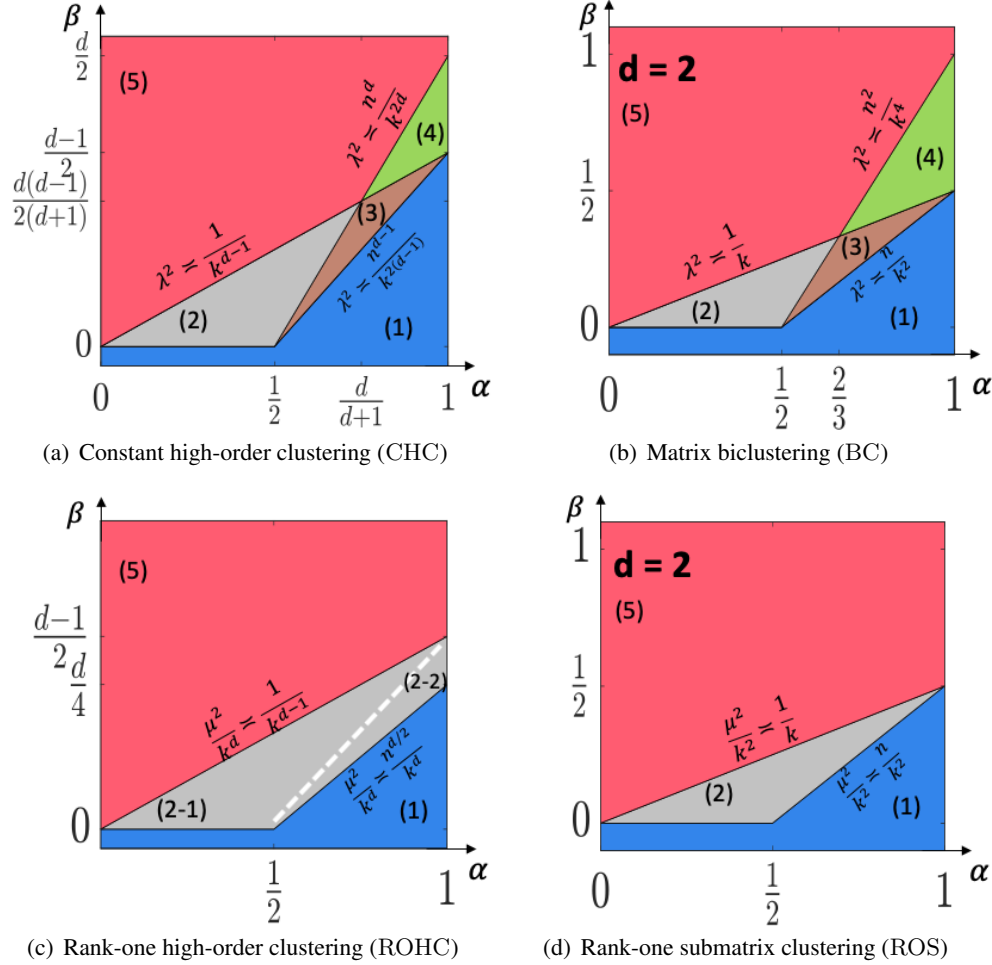 β
d/2
(5)
λ² ≍ n^d/k^{2d}
(4)
d−1/2
d(d−1)/2(d+1)
(3)
λ² ≍ 1/k^{d−1}
λ² ≍ n^{d−1}/k^{2(d−1)}
(2)
(1)
0
0 1/2 d/(d+1) 1 α
(a) Constant high-order clustering (CHC)
β
1
d = 2
(5)
λ² ≍ n²/k⁴
(4)
1/2
(3)
λ² ≍ 1/k
λ² ≍ n/k²
(2)
(1)
0
0 1/2 2/3 1 α
(b) Matrix biclustering (BC)
β
(5)
d−1/2
d/4
(2-2)
μ²/k^d ≍ 1/k^{d−1}
μ²/k^d ≍ n^{d/2}/k^d
(2-1)
(1)
0
1/2 1 α
(c) Rank-one high-order clustering (ROHC)
β
1
d = 2
(5)
1/2
μ²/k² ≍ 1/k
μ²/k² ≍ n/k²
(2)
(1)
0
0 1/2 1 α
(d) Rank-one submatrix clustering (ROS)